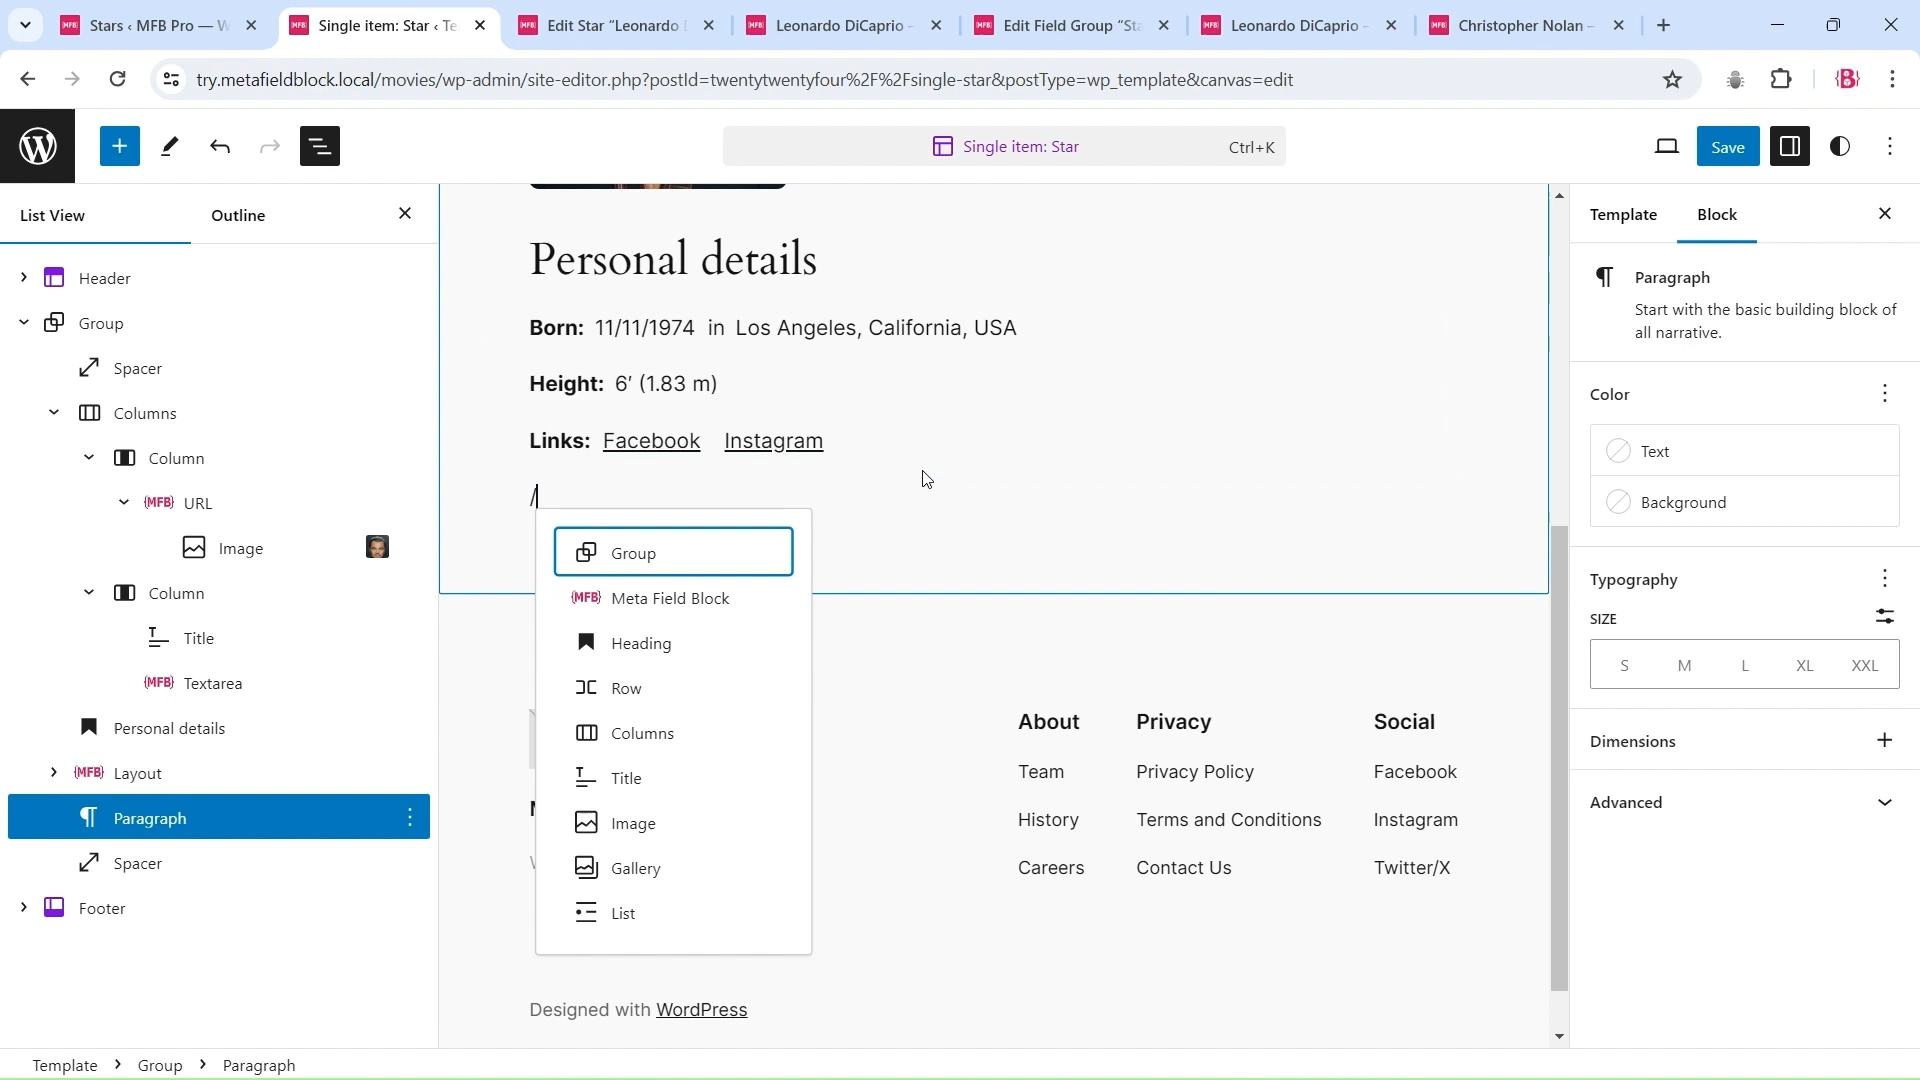 Stars ‹ MFB Pro — W
Single item: Star ‹ Te
Edit Star “Leonardo D
Leonardo DiCaprio -
Edit Field Group “Sta
Leonardo DiCaprio -
Christopher Nolan –
try.metafieldblock.local/movies/wp-admin/site-editor.php?postId=twentytwentyfour%2F%2Fsingle-star&postType=wp_template&canvas=edit
Single item: Star
Ctrl+K
Save
List View
Outline
Header
Group
Spacer
Columns
Column
{MFB} URL
Image
Column
Title
{MFB} Textarea
Personal details
{MFB} Layout
Paragraph
Spacer
Footer
Personal details
Born: 11/11/1974 in Los Angeles, California, USA
Height: 6′ (1.83 m)
Links: Facebook Instagram
/
Group
{MFB} Meta Field Block
Heading
Row
Columns
Title
Image
Gallery
List
About
Team
History
Careers
Privacy
Privacy Policy
Terms and Conditions
Contact Us
Social
Facebook
Instagram
Twitter/X
Designed with WordPress
Template
Block
Paragraph
Start with the basic building block of
all narrative.
Color
Text
Background
Typography
SIZE
S M L XL XXL
Dimensions
Advanced
Template > Group > Paragraph